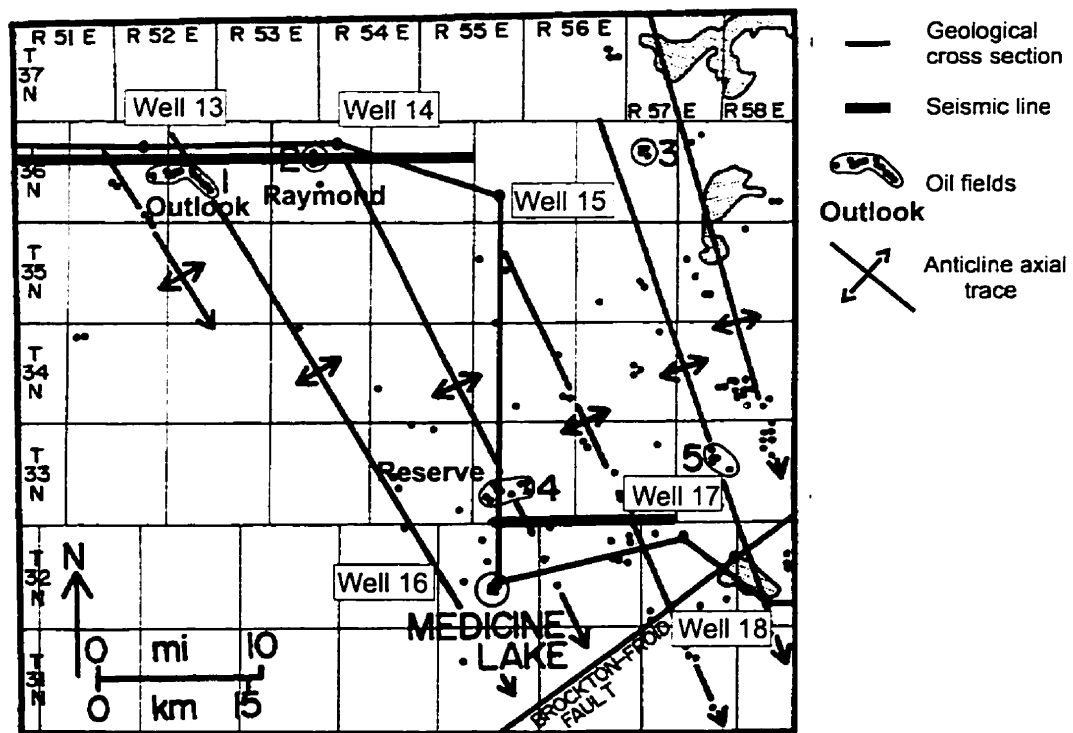 R 51 E R 52 E R 53 E R 54 E R 55 E R 56 E
T 37 N
Well 13
Well 14
R 57 E R 58 E
T 36 N
2
3
1
Outlook
Raymond
Well 15
T 35 N
T 34 N
T 33 N
Reserve
4
5
Well 17
T 32 N
N
Well 16
MEDICINE
LAKE
Well 18
T 31 N
0 mi 10
0 km 15
BROCKTON-FROID
FAULT
Geological
cross section
Seismic line
Oil fields
Outlook
Anticline axial
trace